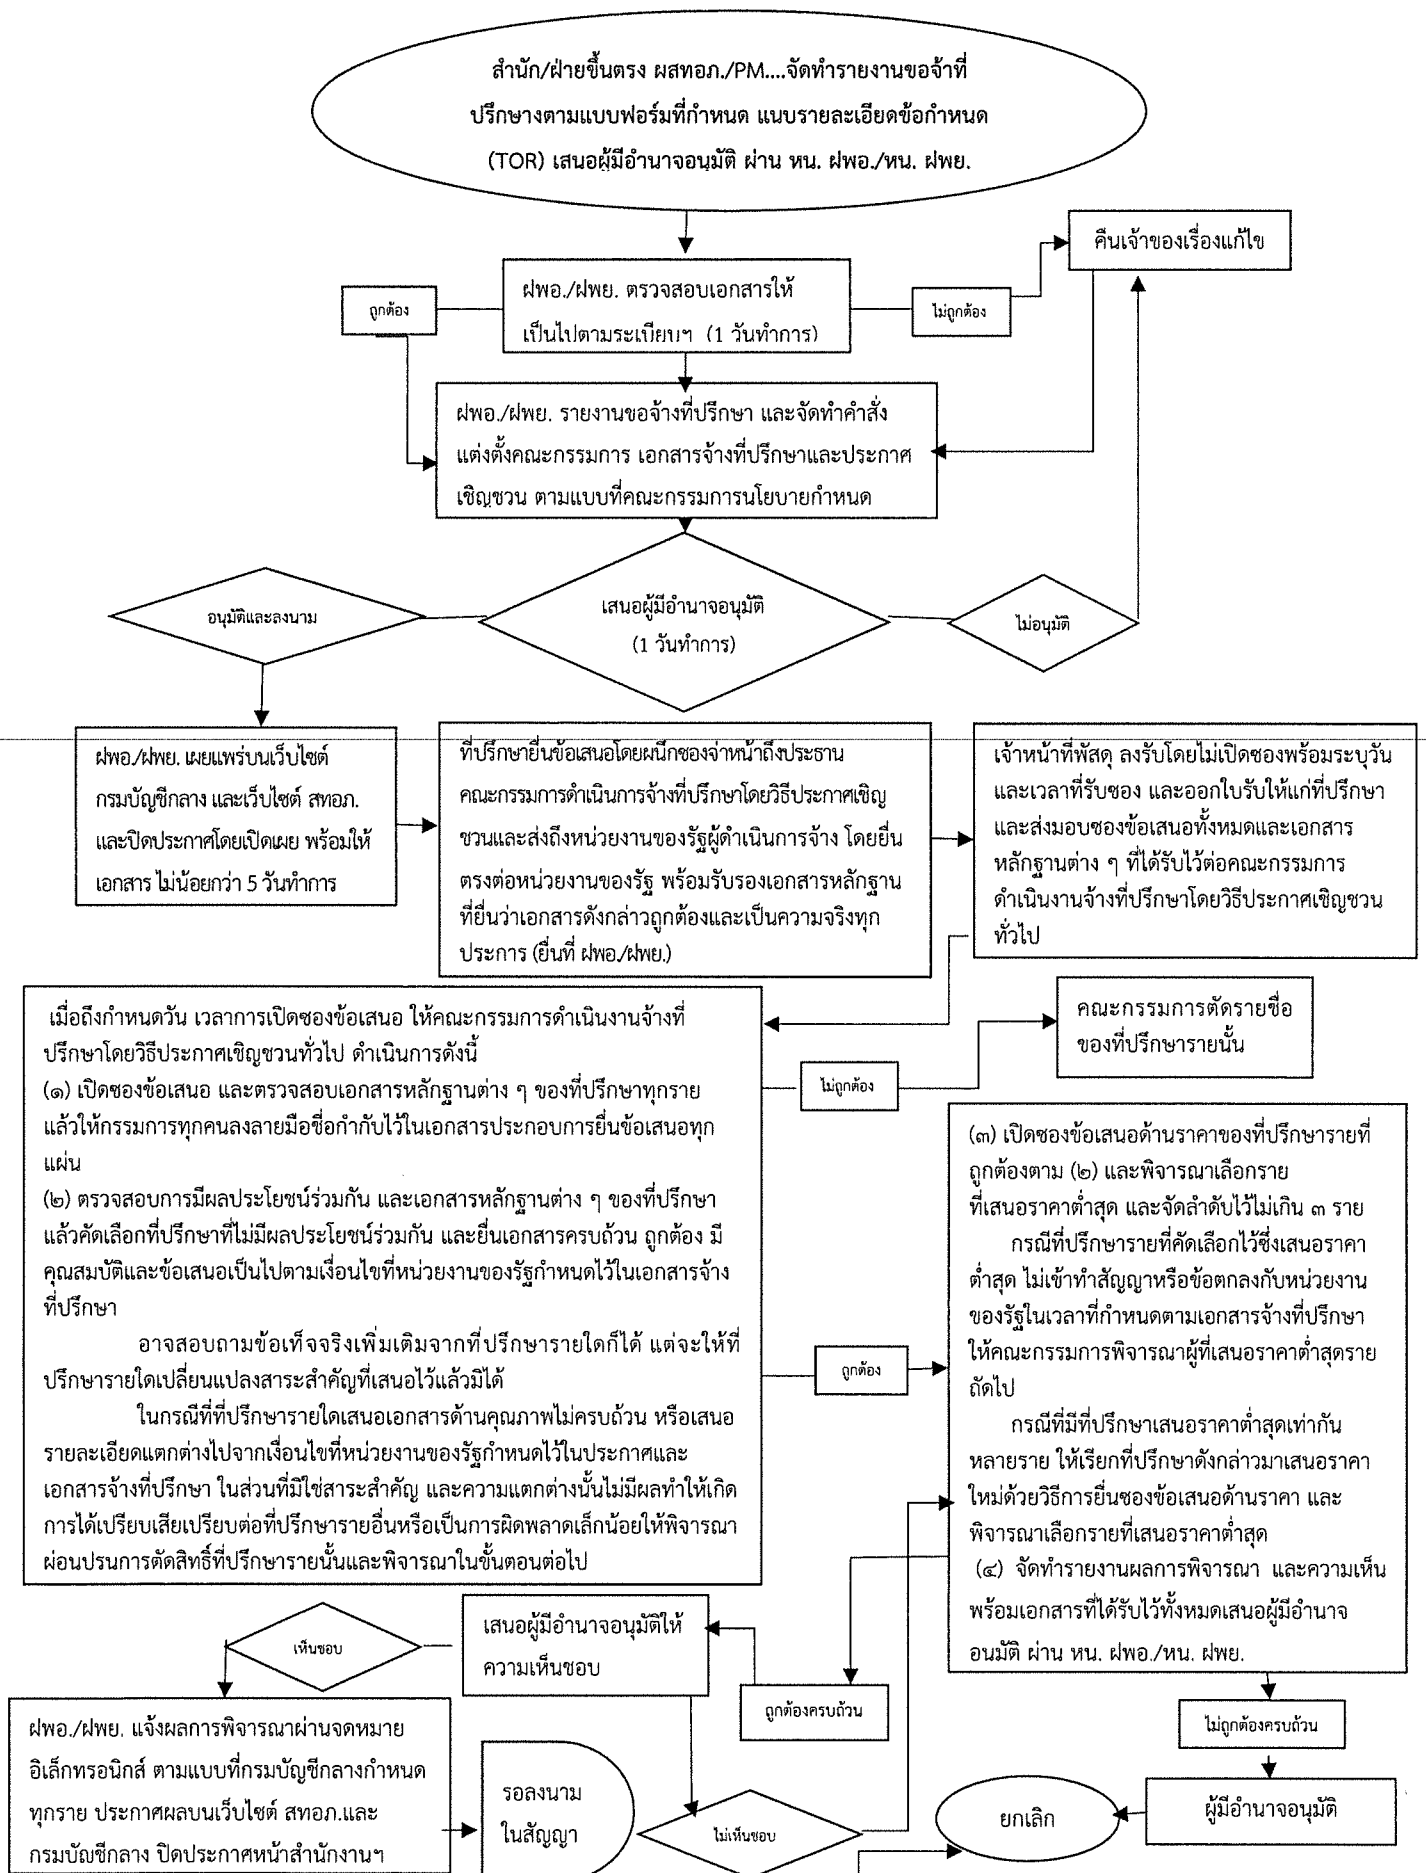 สำนัก/ฝ่ายขึ้นตรง ผสทอภ./PM....จัดทำรายงานขอจ้าที่
ปรึกษางตามแบบฟอร์มที่กำหนด แนบรายละเอียดข้อกำหนด
(TOR) เสนอผู้มีอำนาจอนุมัติ ผ่าน หน. ฝพอ./หน. ฝพย.
คืนเจ้าของเรื่องแก้ไข
ฝพอ./ฝพย. ตรวจสอบเอกสารให้
เป็นไปตามระเบียบฯ (1 วันทำการ)
ถูกต้อง
ไม่ถูกต้อง
ฝพอ./ฝพย. รายงานขอจ้างที่ปรึกษา และจัดทำคำสั่ง
แต่งตั้งคณะกรรมการ เอกสารจ้างที่ปรึกษาและประกาศ
เชิญชวน ตามแบบที่คณะกรรมการนโยบายกำหนด
อนุมัติและลงนาม
เสนอผู้มีอำนาจอนุมัติ
(1 วันทำการ)
ไม่อนุมัติ
ฝพอ./ฝพย. เผยแพร่บนเว็บไซต์
กรมบัญชีกลาง และเว็บไซต์ สทอภ.
และปิดประกาศโดยเปิดเผย พร้อมให้
เอกสาร ไม่น้อยกว่า 5 วันทำการ
ที่ปรึกษายื่นข้อเสนอโดยผนึกซองจ่าหน้าถึงประธาน
คณะกรรมการดำเนินการจ้างที่ปรึกษาโดยวิธีประกาศเชิญ
ชวนและส่งถึงหน่วยงานของรัฐผู้ดำเนินการจ้าง โดยยื่น
ตรงต่อหน่วยงานของรัฐ พร้อมรับรองเอกสารหลักฐาน
ที่ยื่นว่าเอกสารดังกล่าวถูกต้องและเป็นความจริงทุก
ประการ (ยื่นที่ ฝพอ./ฝพย.)
เจ้าหน้าที่พัสดุ ลงรับโดยไม่เปิดซองพร้อมระบุวัน
และเวลาที่รับซอง และออกใบรับให้แก่ที่ปรึกษา
และส่งมอบซองข้อเสนอทั้งหมดและเอกสาร
หลักฐานต่าง ๆ ที่ได้รับไว้ต่อคณะกรรมการ
ดำเนินงานจ้างที่ปรึกษาโดยวิธีประกาศเชิญชวน
ทั่วไป
เมื่อถึงกำหนดวัน เวลาการเปิดซองข้อเสนอ ให้คณะกรรมการดำเนินงานจ้างที่
ปรึกษาโดยวิธีประกาศเชิญชวนทั่วไป ดำเนินการดังนี้
(๑) เปิดซองข้อเสนอ และตรวจสอบเอกสารหลักฐานต่าง ๆ ของที่ปรึกษาทุกราย
แล้วให้กรรมการทุกคนลงลายมือชื่อกำกับไว้ในเอกสารประกอบการยื่นข้อเสนอทุก
แผ่น
(๒) ตรวจสอบการมีผลประโยชน์ร่วมกัน และเอกสารหลักฐานต่าง ๆ ของที่ปรึกษา
แล้วคัดเลือกที่ปรึกษาที่ไม่มีผลประโยชน์ร่วมกัน และยื่นเอกสารครบถ้วน ถูกต้อง มี
คุณสมบัติและข้อเสนอเป็นไปตามเงื่อนไขที่หน่วยงานของรัฐกำหนดไว้ในเอกสารจ้าง
ที่ปรึกษา
อาจสอบถามข้อเท็จจริงเพิ่มเติมจากที่ปรึกษารายใดก็ได้ แต่จะให้ที่
ปรึกษารายใดเปลี่ยนแปลงสาระสำคัญที่เสนอไว้แล้วมิได้
ในกรณีที่ที่ปรึกษารายใดเสนอเอกสารด้านคุณภาพไม่ครบถ้วน หรือเสนอ
รายละเอียดแตกต่างไปจากเงื่อนไขที่หน่วยงานของรัฐกำหนดไว้ในประกาศและ
เอกสารจ้างที่ปรึกษา ในส่วนที่มิใช่สาระสำคัญ และความแตกต่างนั้นไม่มีผลทำให้เกิด
การได้เปรียบเสียเปรียบต่อที่ปรึกษารายอื่นหรือเป็นการผิดพลาดเล็กน้อยให้พิจารณา
ผ่อนปรนการตัดสิทธิ์ที่ปรึกษารายนั้นและพิจารณาในขั้นตอนต่อไป
ไม่ถูกต้อง
คณะกรรมการตัดรายชื่อ
ของที่ปรึกษารายนั้น
ถูกต้อง
(๓) เปิดซองข้อเสนอด้านราคาของที่ปรึกษารายที่
ถูกต้องตาม (๒) และพิจารณาเลือกราย
ที่เสนอราคาต่ำสุด และจัดลำดับไว้ไม่เกิน ๓ ราย
กรณีที่ปรึกษารายที่คัดเลือกไว้ซึ่งเสนอราคา
ต่ำสุด ไม่เข้าทำสัญญาหรือข้อตกลงกับหน่วยงาน
ของรัฐในเวลาที่กำหนดตามเอกสารจ้างที่ปรึกษา
ให้คณะกรรมการพิจารณาผู้ที่เสนอราคาต่ำสุดราย
ถัดไป
กรณีที่มีที่ปรึกษาเสนอราคาต่ำสุดเท่ากัน
หลายราย ให้เรียกที่ปรึกษาดังกล่าวมาเสนอราคา
ใหม่ด้วยวิธีการยื่นซองข้อเสนอด้านราคา และ
พิจารณาเลือกรายที่เสนอราคาต่ำสุด
(๔) จัดทำรายงานผลการพิจารณา และความเห็น
พร้อมเอกสารที่ได้รับไว้ทั้งหมดเสนอผู้มีอำนาจ
อนมัติ ผ่าน หน. ฝพอ./หน. ฝพย.
เห็นชอบ
เสนอผู้มีอำนาจอนุมัติให้
ความเห็นชอบ
ถูกต้องครบถ้วน
ไม่ถูกต้องครบถ้วน
ฝพอ./ฝพย. แจ้งผลการพิจารณาผ่านจดหมาย
อิเล็กทรอนิกส์ ตามแบบที่กรมบัญชีกลางกำหนด
ทุกราย ประกาศผลบนเว็บไซต์ สทอภ.และ
กรมบัญชีกลาง ปิดประกาศหน้าสำนักงานฯ
รอลงนาม
ในสัญญา
ไม่เห็นชอบ
ยกเลิก
ผู้มีอำนาจอนุมัติ